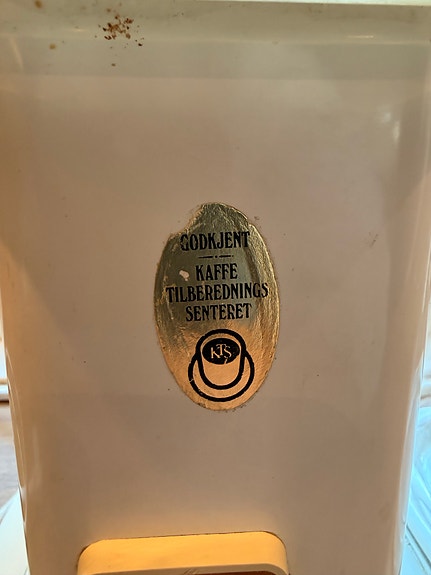 GODKJENT
KAFFE
TILBEREDNINGS
SENTERET
KTS